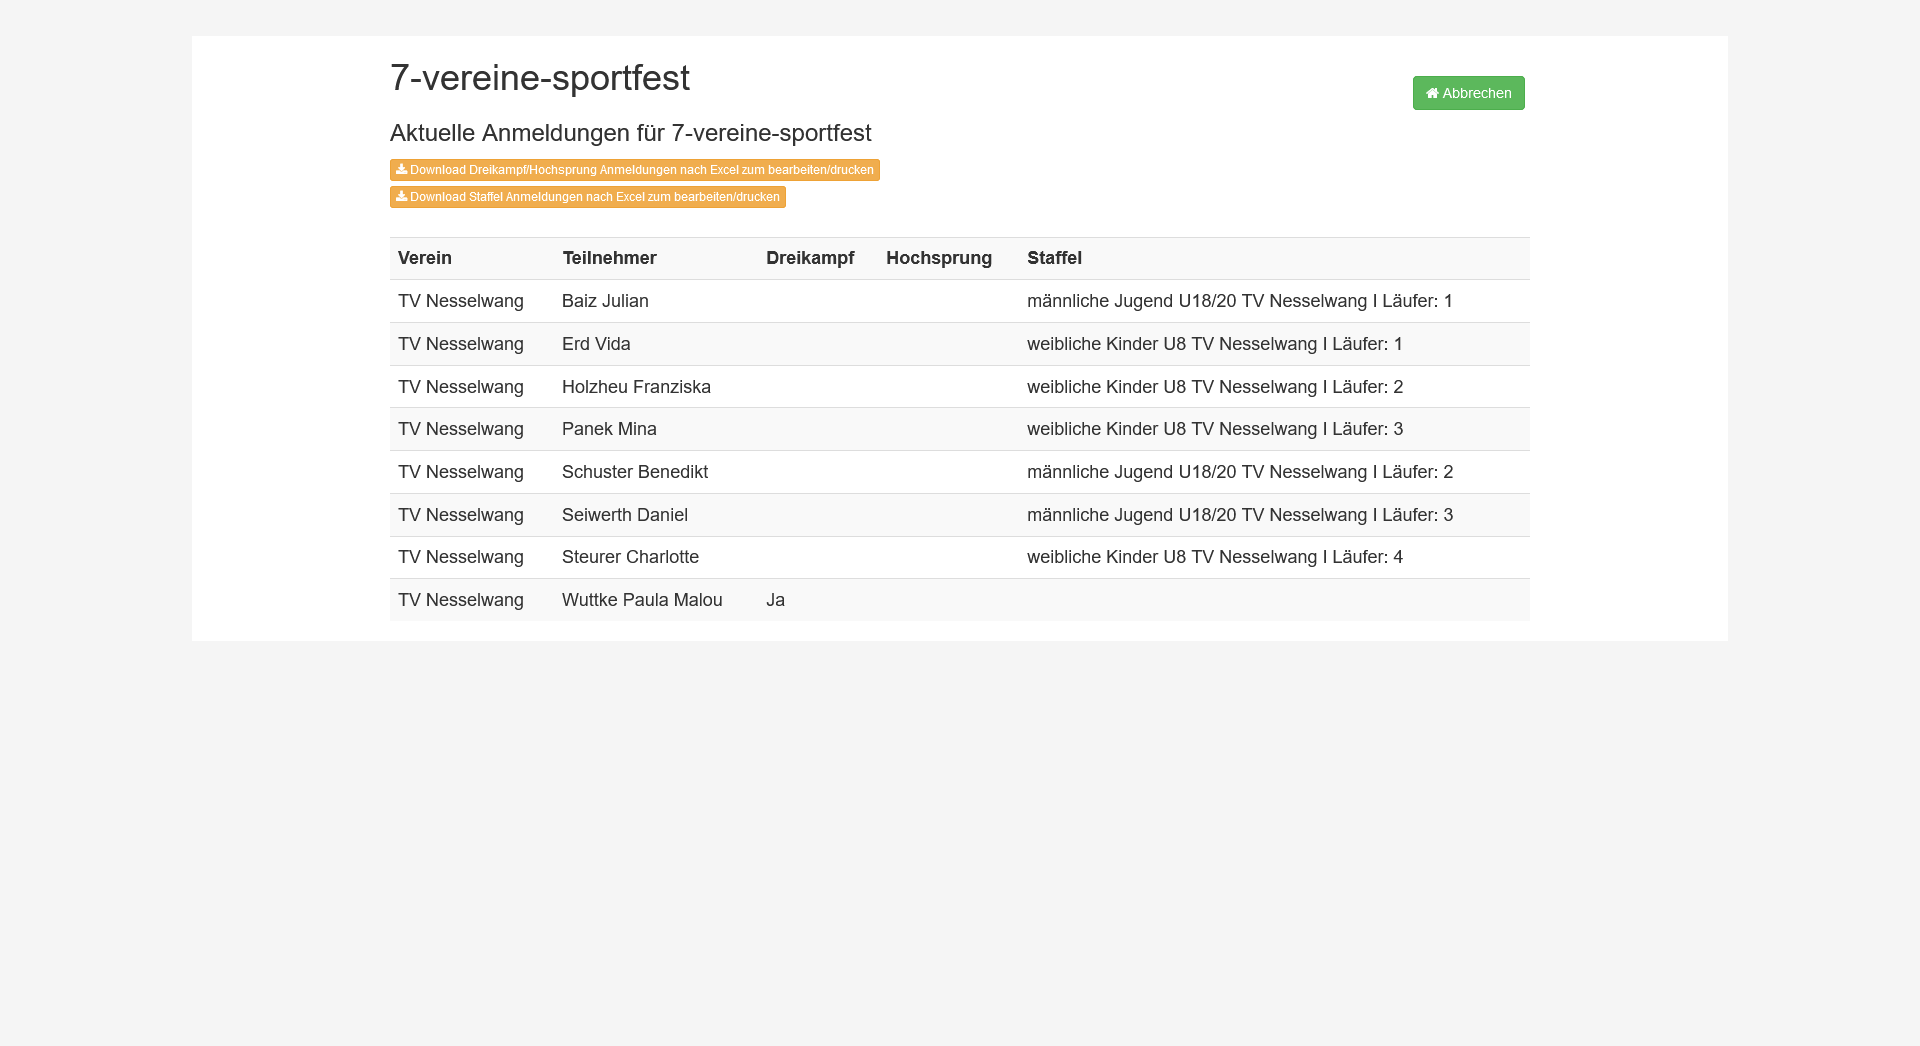 7-vereine-sportfest
Abbrechen
Aktuelle Anmeldungen für 7-vereine-sportfest
Download Dreikampf/Hochsprung Anmeldungen nach Excel zum bearbeiten/drucken
Download Staffel Anmeldungen nach Excel zum bearbeiten/drucken
Verein Teilnehmer Dreikampf Hochsprung Staffel
TV Nesselwang Baiz Julian männliche Jugend U18/20 TV Nesselwang I Läufer: 1
TV Nesselwang Erd Vida weibliche Kinder U8 TV Nesselwang I Läufer: 1
TV Nesselwang Holzheu Franziska weibliche Kinder U8 TV Nesselwang I Läufer: 2
TV Nesselwang Panek Mina weibliche Kinder U8 TV Nesselwang I Läufer: 3
TV Nesselwang Schuster Benedikt männliche Jugend U18/20 TV Nesselwang I Läufer: 2
TV Nesselwang Seiwerth Daniel männliche Jugend U18/20 TV Nesselwang I Läufer: 3
TV Nesselwang Steurer Charlotte weibliche Kinder U8 TV Nesselwang I Läufer: 4
TV Nesselwang Wuttke Paula Malou Ja